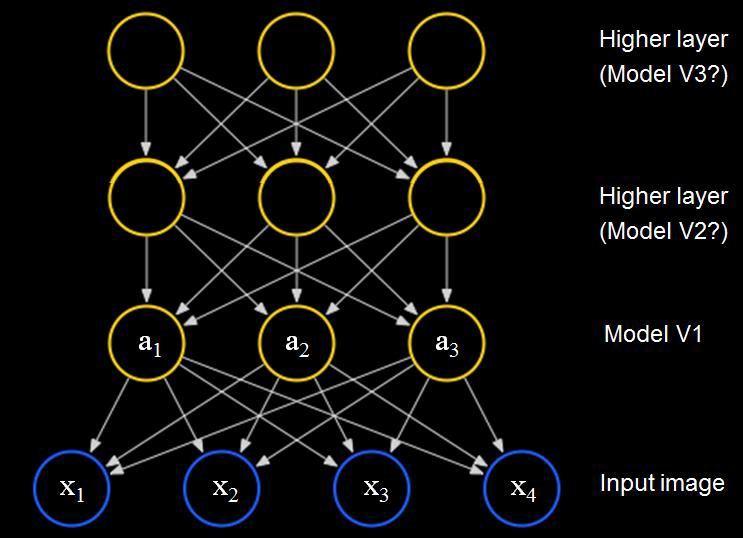 Higher layer
(Model V3?)
Higher layer
(Model V2?)
a1 a2 a3 Model V1
x1 x2 x3 x4 Input image